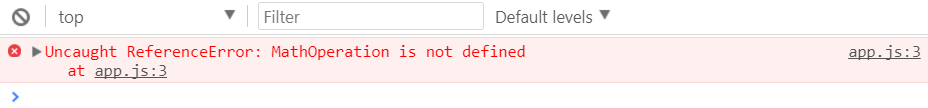 top Filter Default levels
Uncaught ReferenceError: MathOperation is not defined app.js:3
at app.js:3